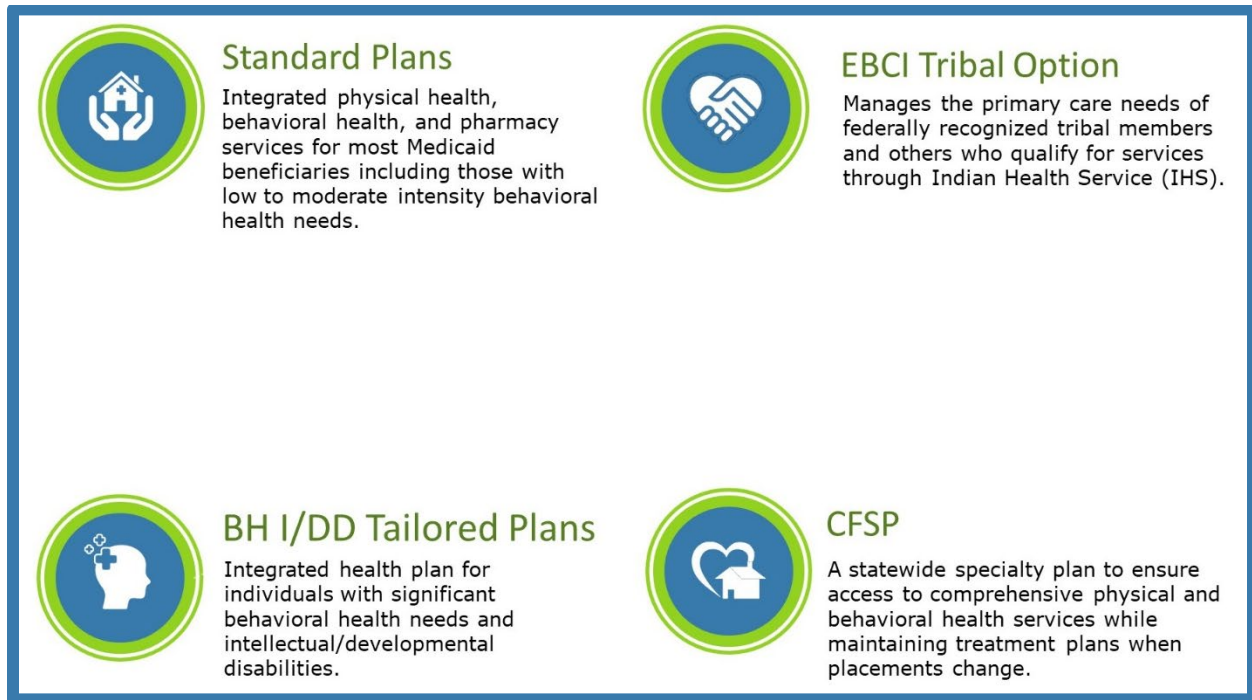 Standard Plans
Integrated physical health,
behavioral health, and pharmacy
services for most Medicaid
beneficiaries including those with
low to moderate intensity behavioral
health needs.
EBCI Tribal Option
Manages the primary care needs of
federally recognized tribal members
and others who qualify for services
through Indian Health Service (IHS).
BH I/DD Tailored Plans
Integrated health plan for
individuals with significant
behavioral health needs and
intellectual/developmental
disabilities.
CFSP
A statewide specialty plan to ensure
access to comprehensive physical and
behavioral health services while
maintaining treatment plans when
placements change.